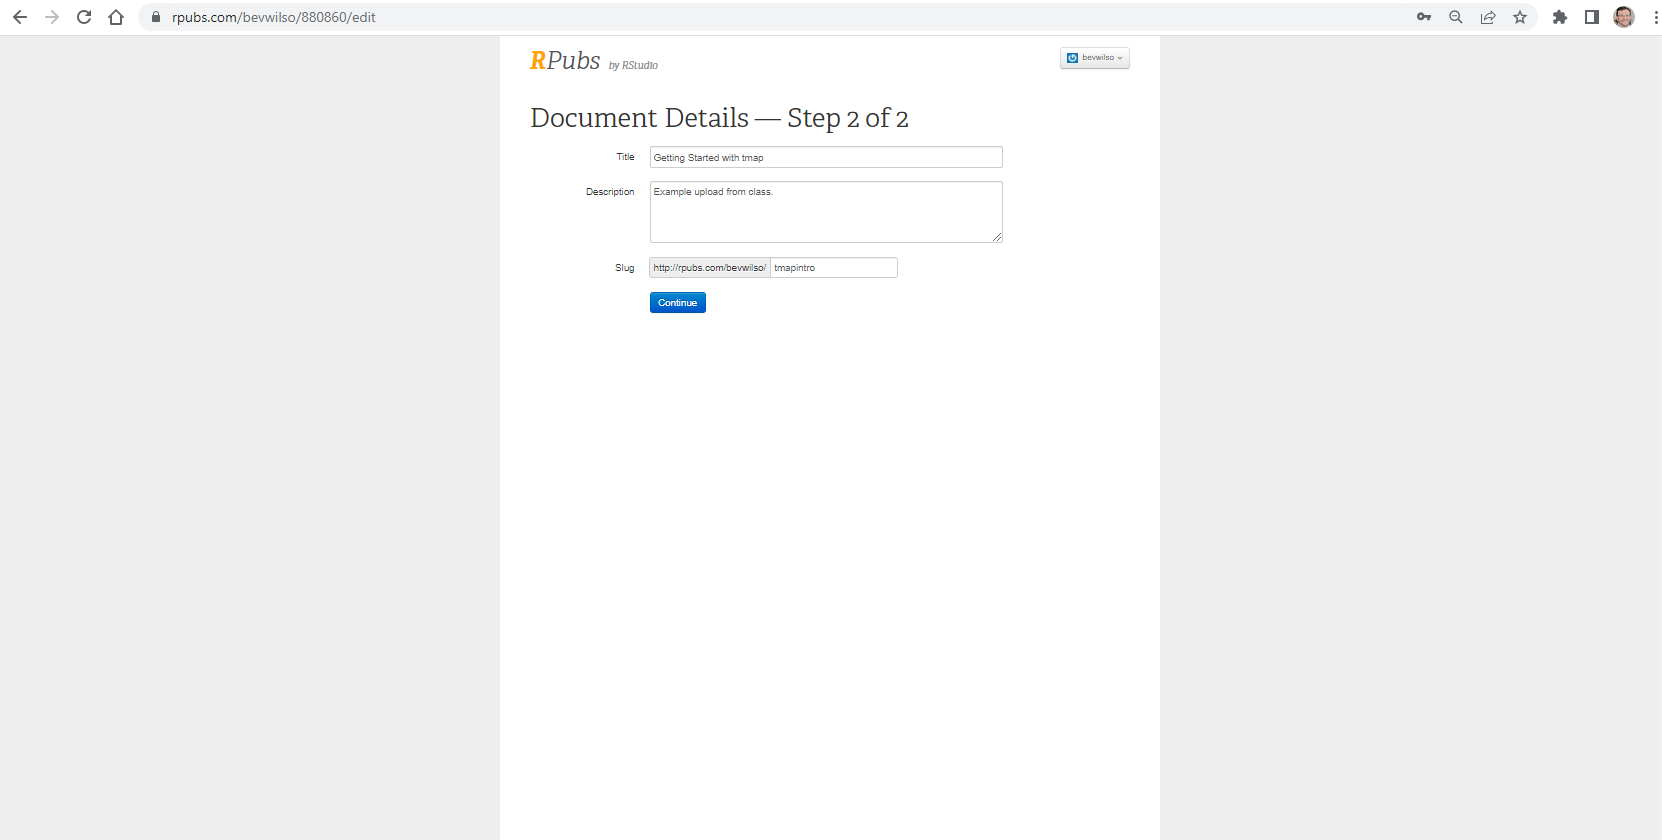 rpubs.com/bevwilso/880860/edit
RPubs by RStudio
bevwilso
Document Details — Step 2 of 2
Title
Getting Started with tmap
Description
Example upload from class.
Slug
http://rpubs.com/bevwilso/ tmapintro
Continue